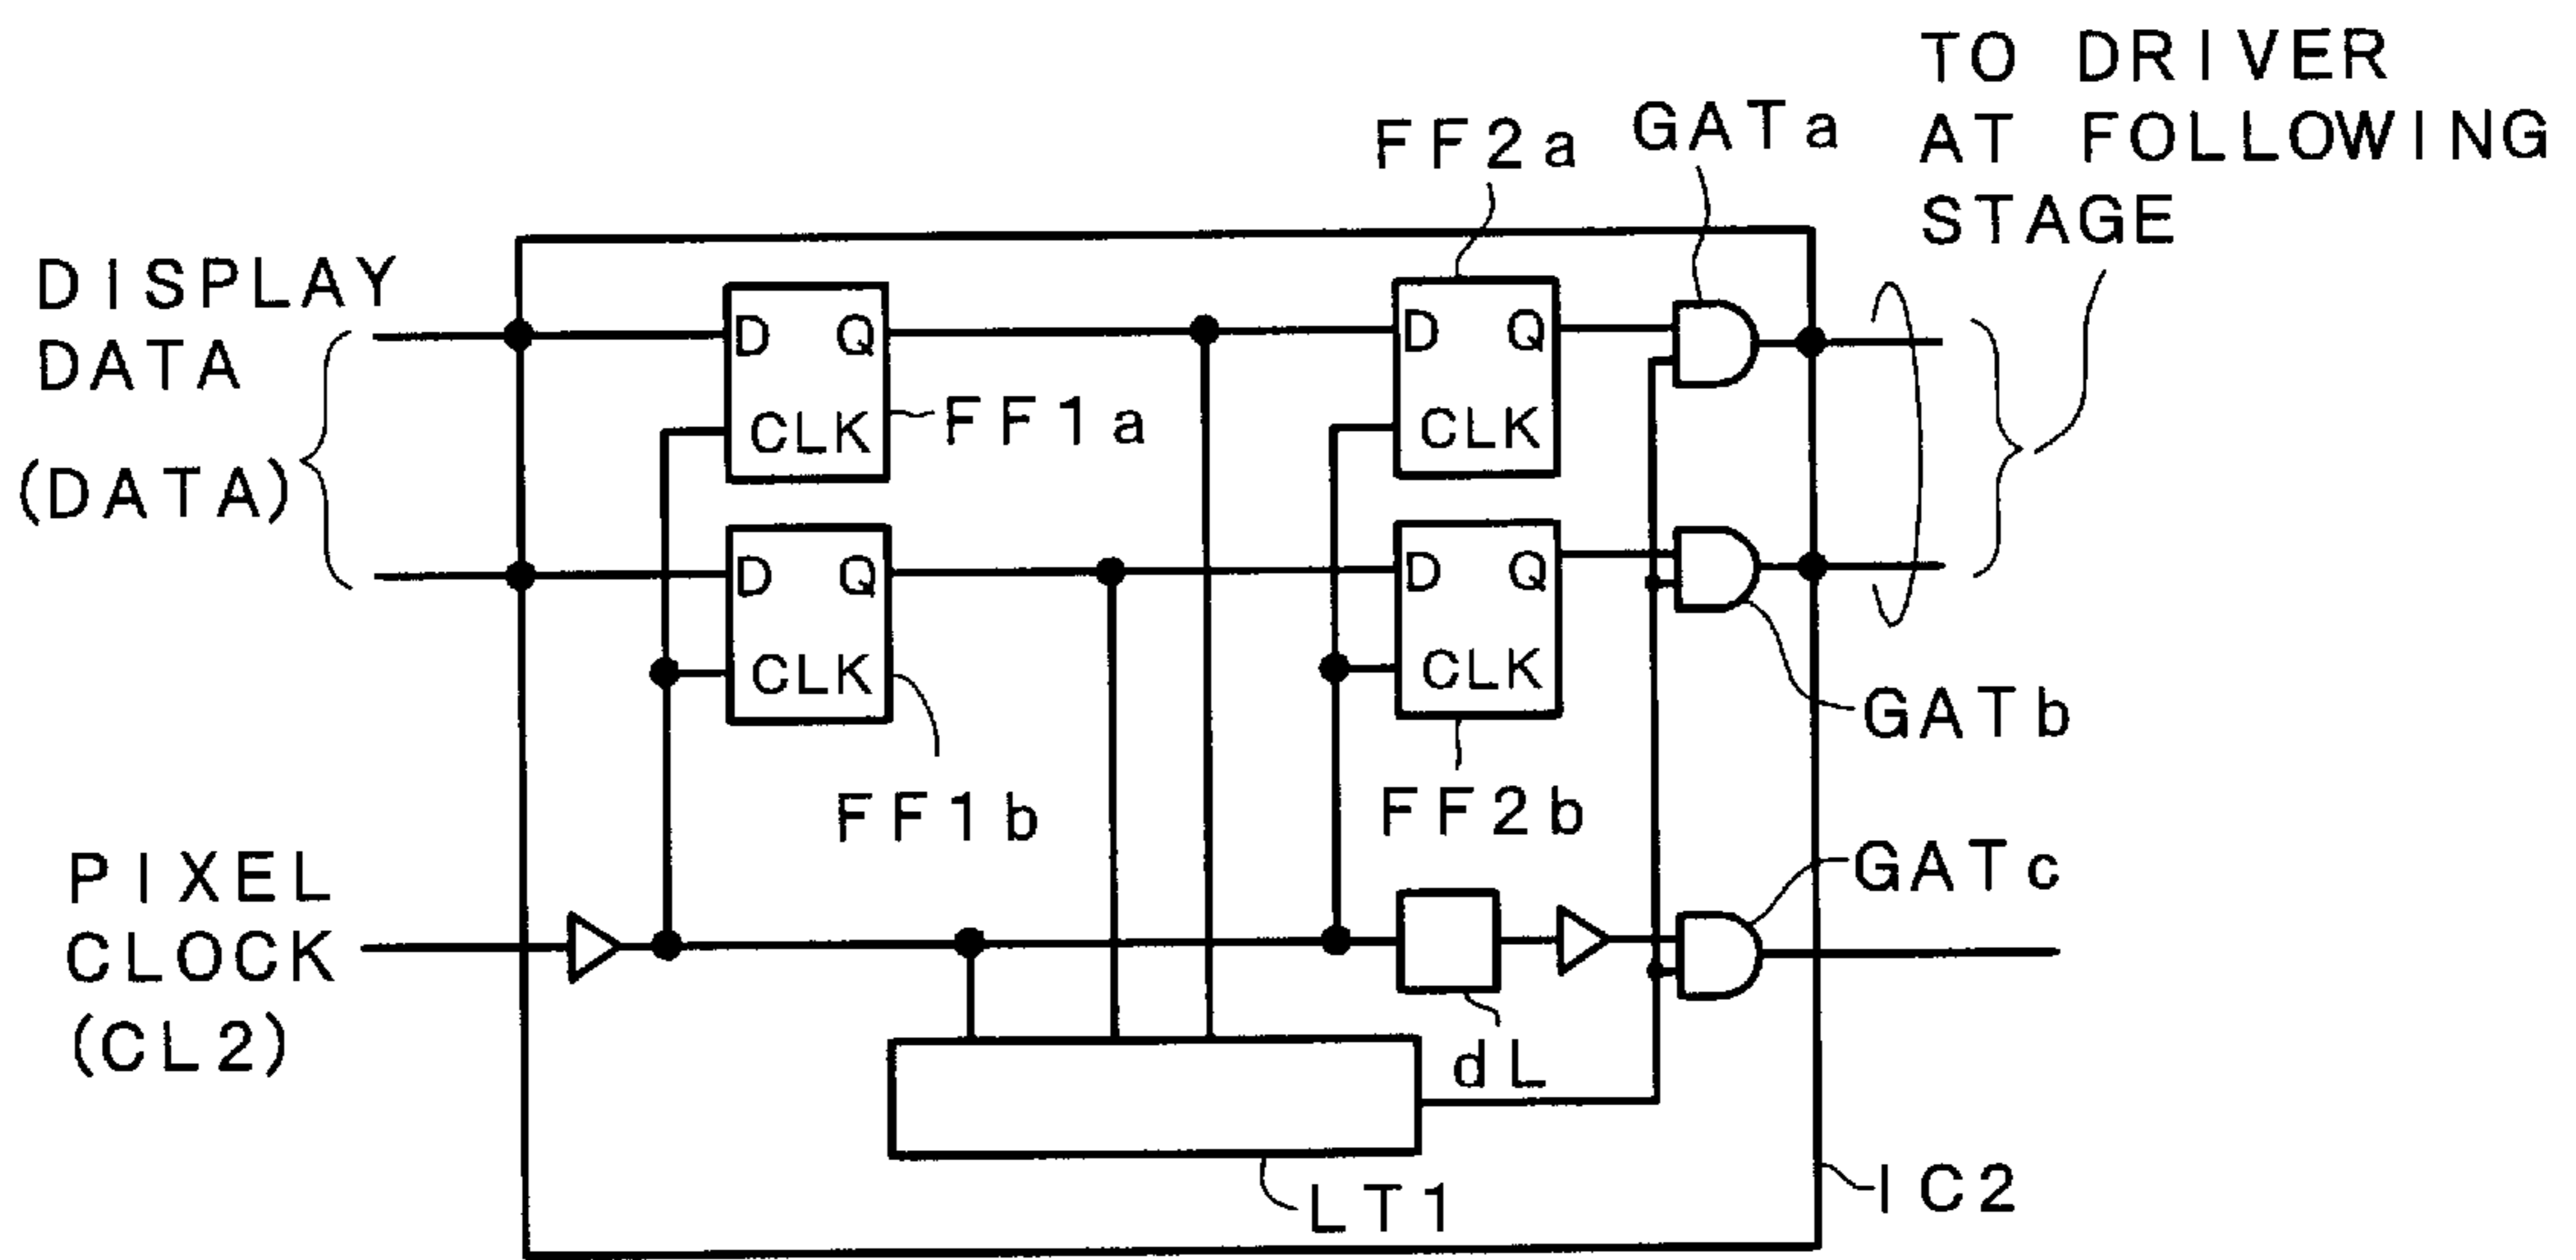 TO DRIVER
AT FOLLOWING
STAGE
FF2a
GATa
DISPLAY
DATA
(DATA)
D Q
CLK
FF1a
D Q
CLK
D Q
CLK
FF1b
D Q
CLK
FF2b
GATb
GATc
PIXEL
CLOCK
(CL2)
dL
LT1
IC2